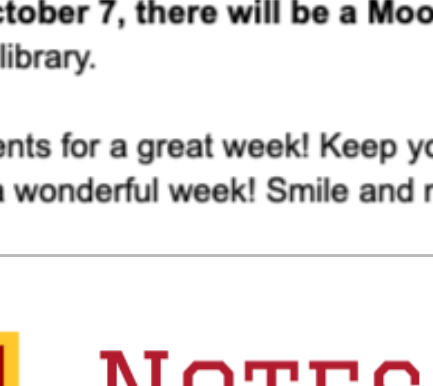 ctober 7, there will be a Moo
library.
ents for a great week! Keep yo
a wonderful week! Smile and r
NOTES